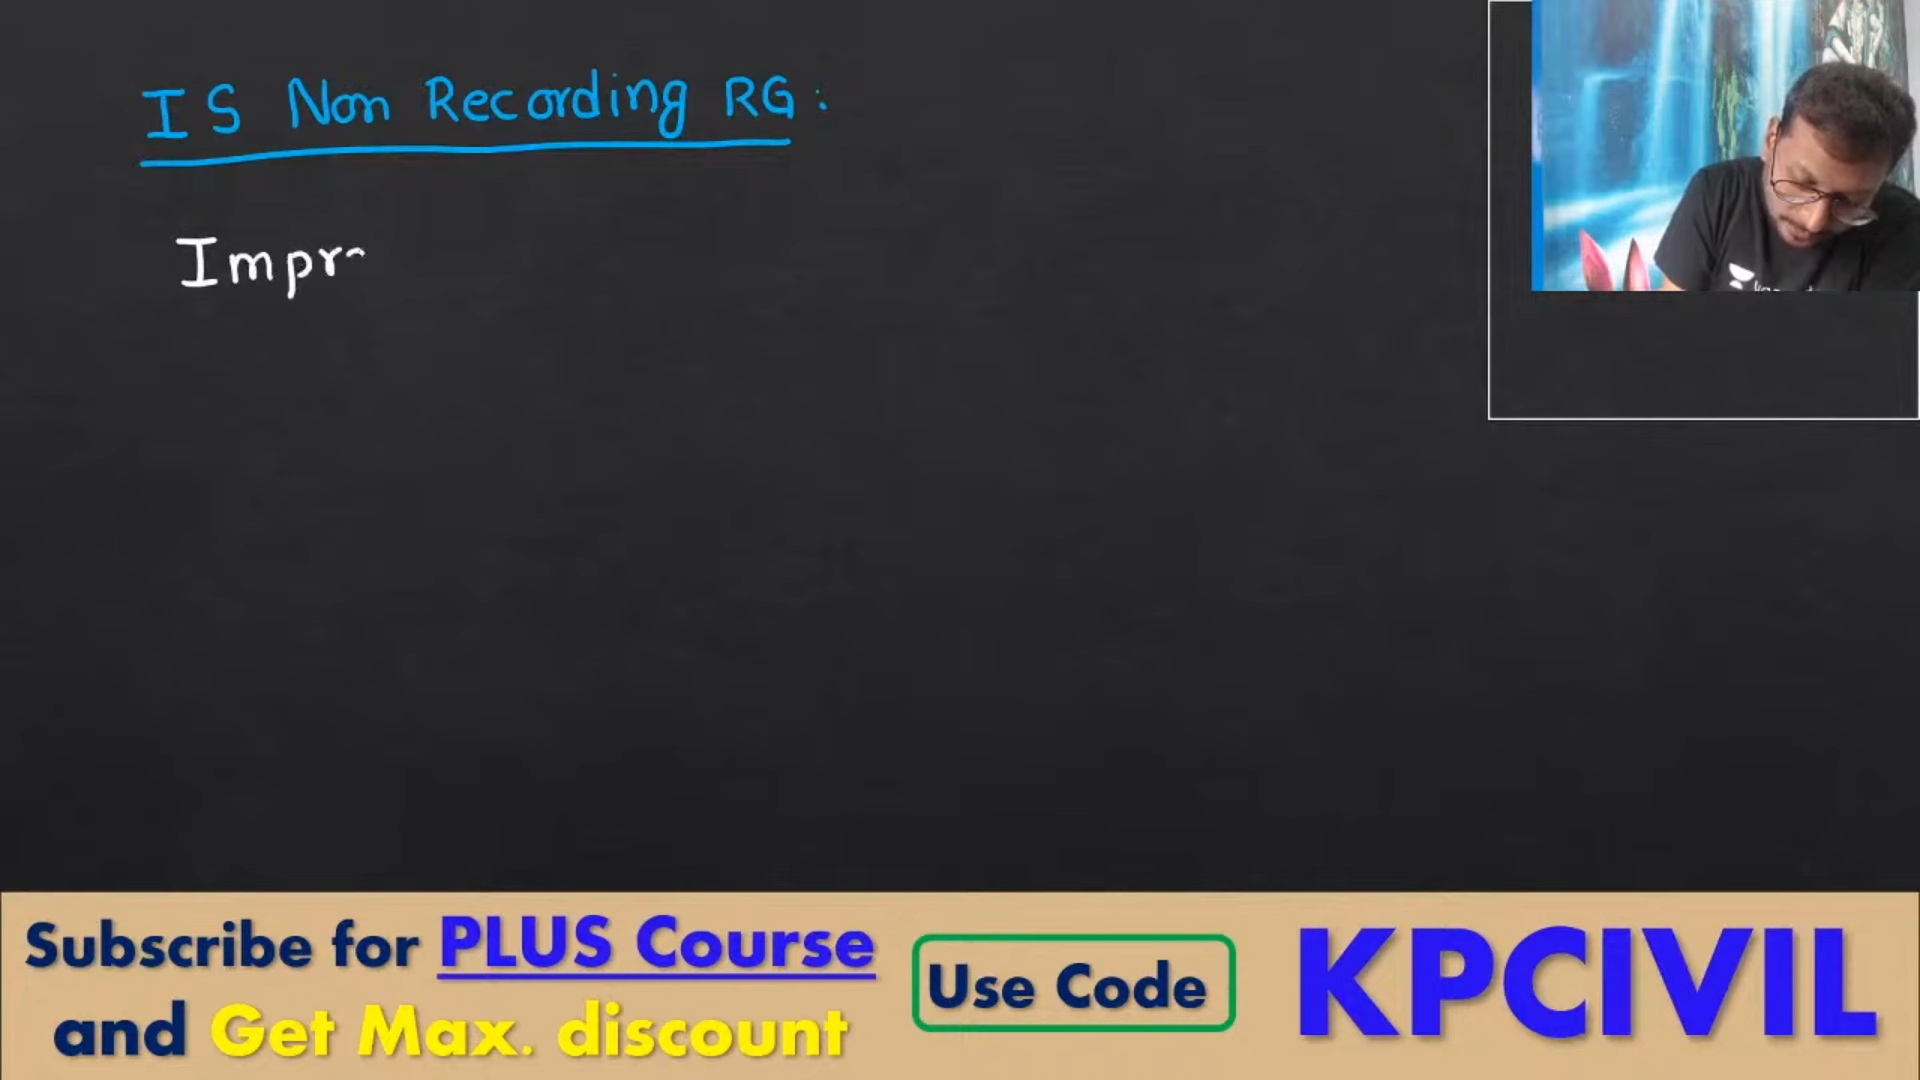 IS Non Recording RG:
Impr
Subscribe for PLUS Course
and Get Max. discount
Use Code
KPCIVIL